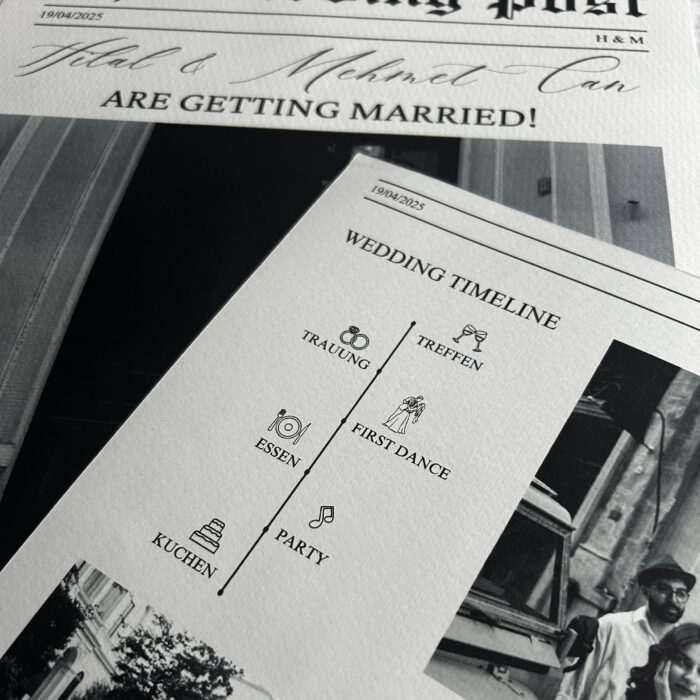 Post
19/04/2025
H & M
Hilal & Mehmet Can
ARE GETTING MARRIED!
19/04/2025
WEDDING TIMELINE
TREFFEN
TRAUUNG
FIRST DANCE
ESSEN
PARTY
KUCHEN